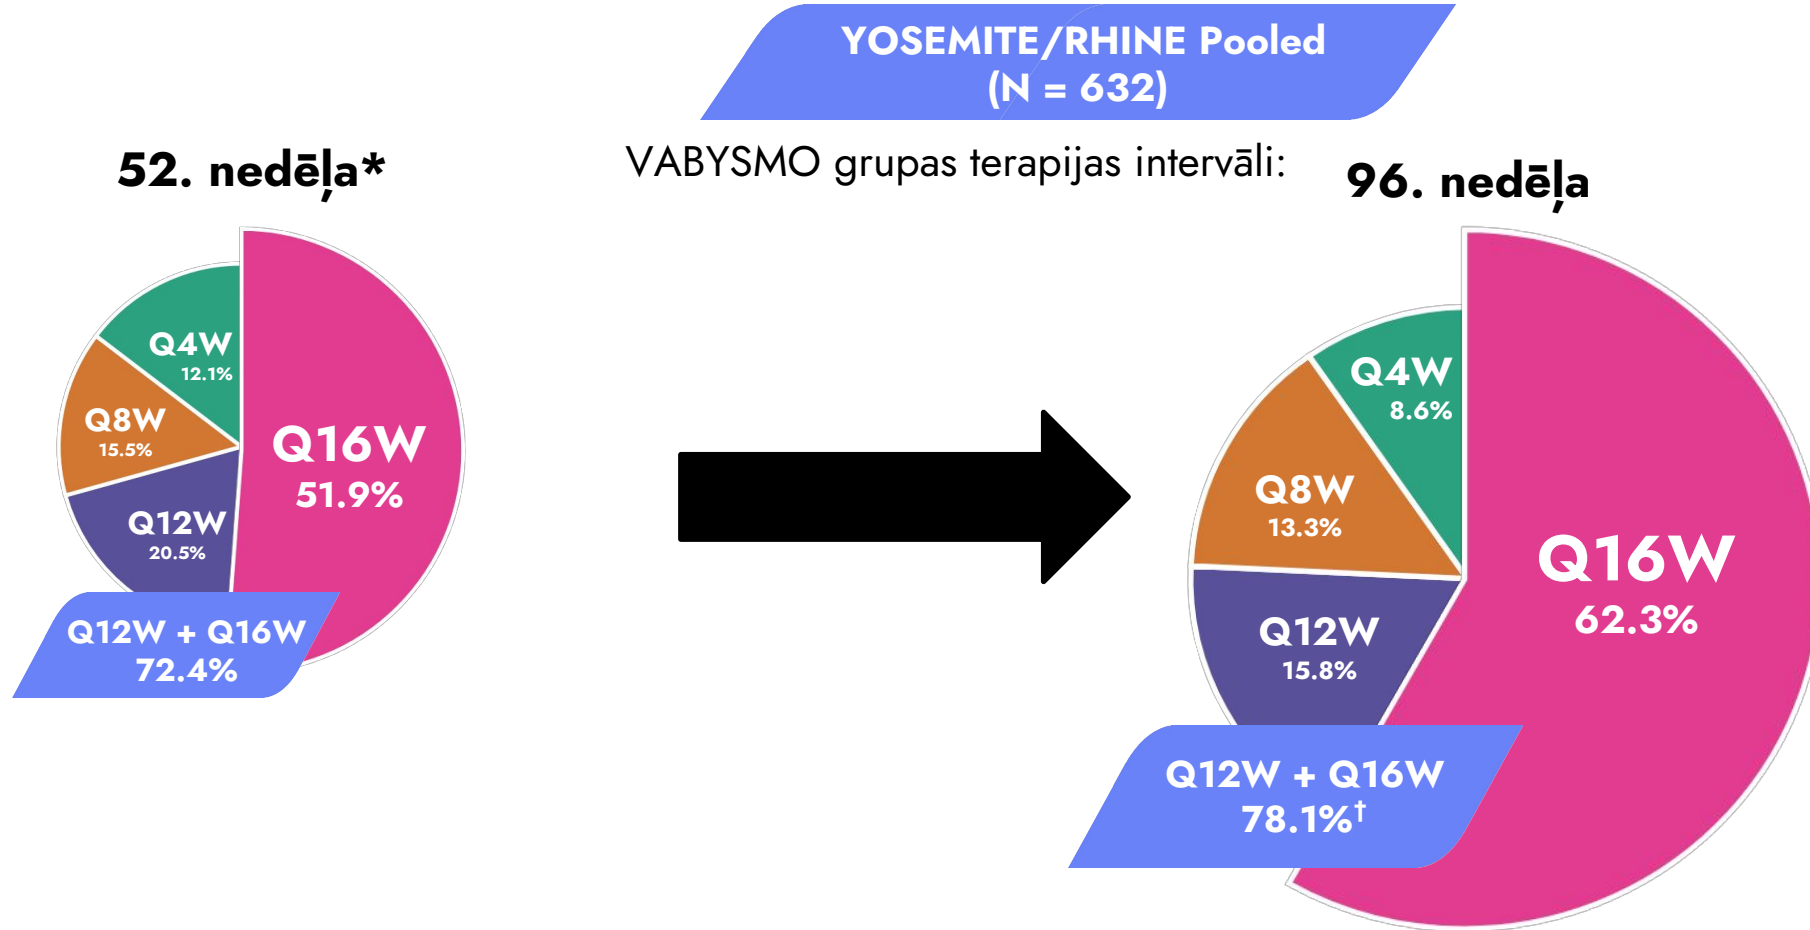 YOSEMITE/RHINE Pooled
(N = 632)
VABYSMO grupas terapijas intervāli:
52. nedēļa*
Q4W
12.1%
Q8W
15.5%
Q12W
20.5%
Q16W
51.9%
Q12W + Q16W
72.4%
96. nedēļa
Q4W
8.6%
Q8W
13.3%
Q12W
15.8%
Q16W
62.3%
Q12W + Q16W
78.1%†